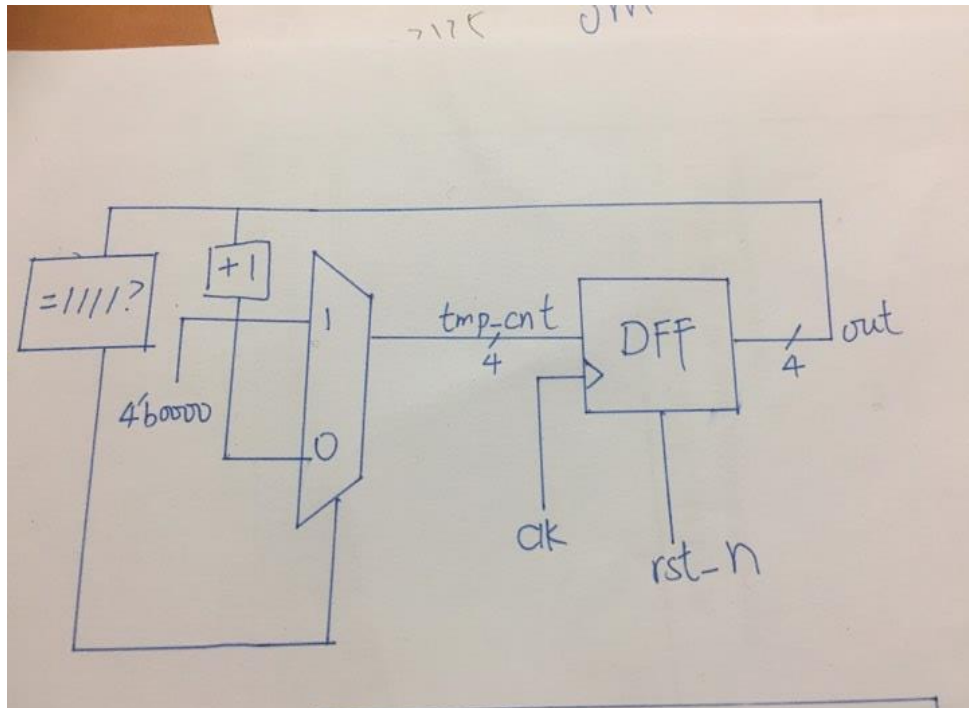 +1
=1111?
1
tmp_cnt
4
DFF
4
out
4'b0000
0
clk
rst_n